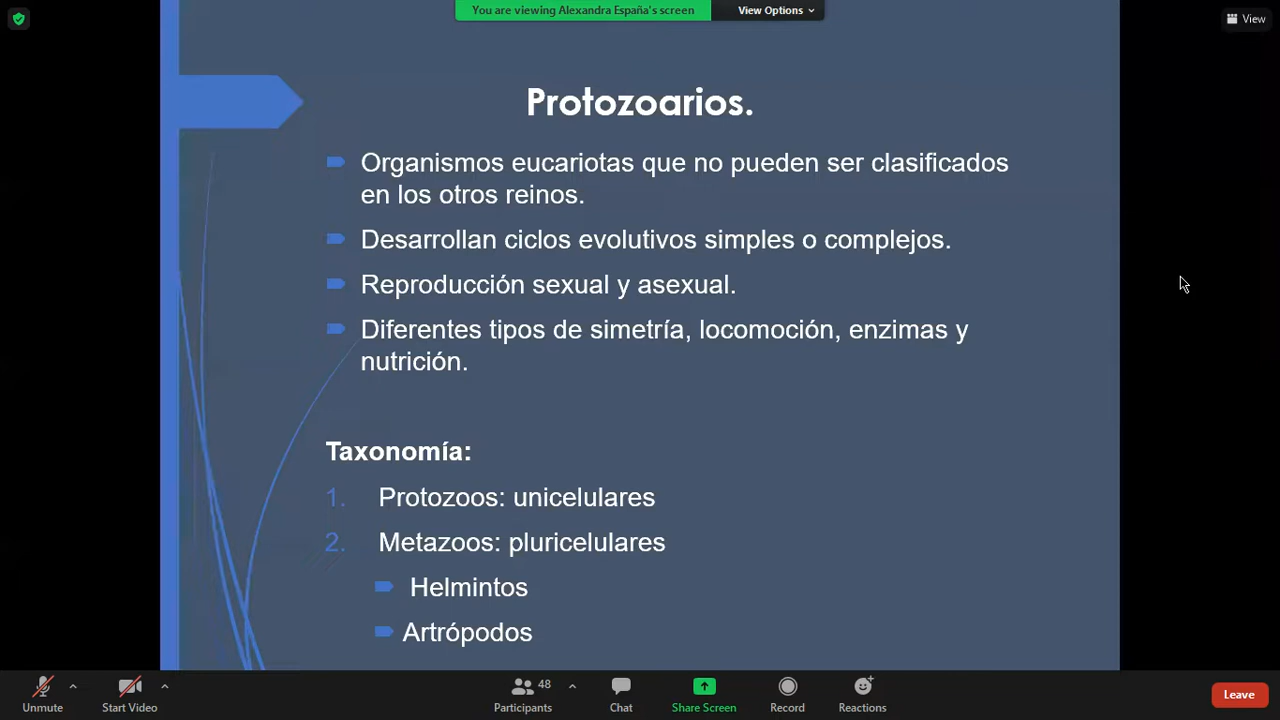 You are viewing Alexandra España's screen
View Options
View
Protozoarios.
Organismos eucariotas que no pueden ser clasificados
en los otros reinos.
Desarrollan ciclos evolutivos simples o complejos.
Reproducción sexual y asexual.
Diferentes tipos de simetría, locomoción, enzimas y
nutrición.
Taxonomía:
1. Protozoos: unicelulares
2. Metazoos: pluricelulares
Helmintos
Artrópodos
Unmute
Start Video
48
Participants
Chat
Share Screen
Record
Reactions
Leave